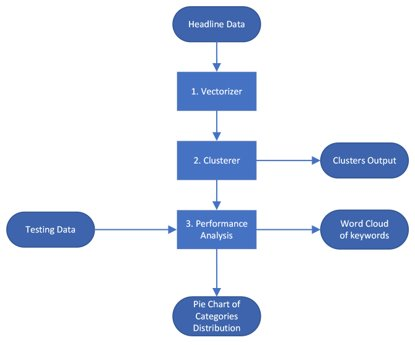 Headline Data
1. Vectorizer
2. Clusterer
Clusters Output
Testing Data
3. Performance
Analysis
Word Cloud
of keywords
Pie Chart of
Categories
Distribution